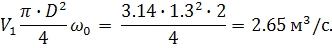 V₁ π · D²/4 ω₀ = 3.14 · 1.3² · 2/4 = 2.65 м³/с.